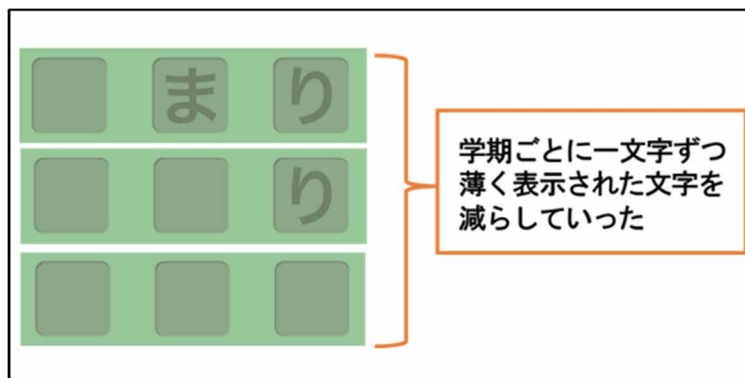 まり
り
学期ごとに一文字ずつ
薄く表示された文字を
減らしていった